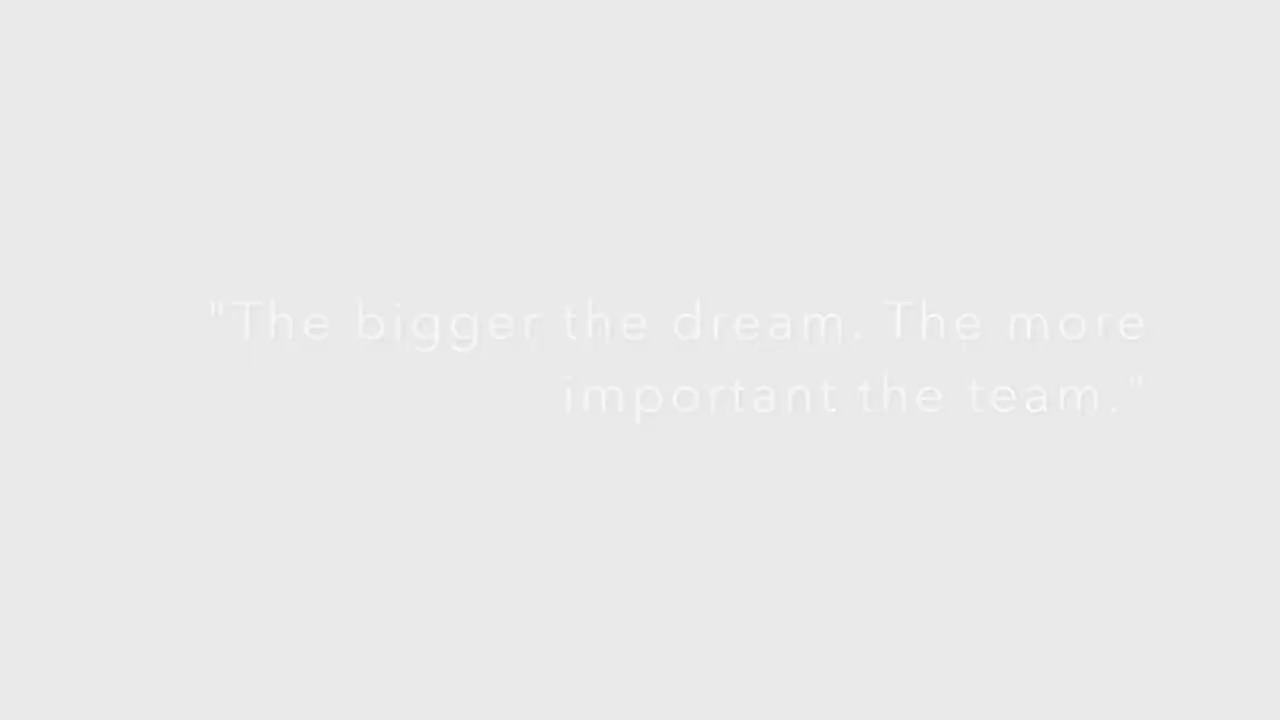 "The bigger the dream. The more
important the team."